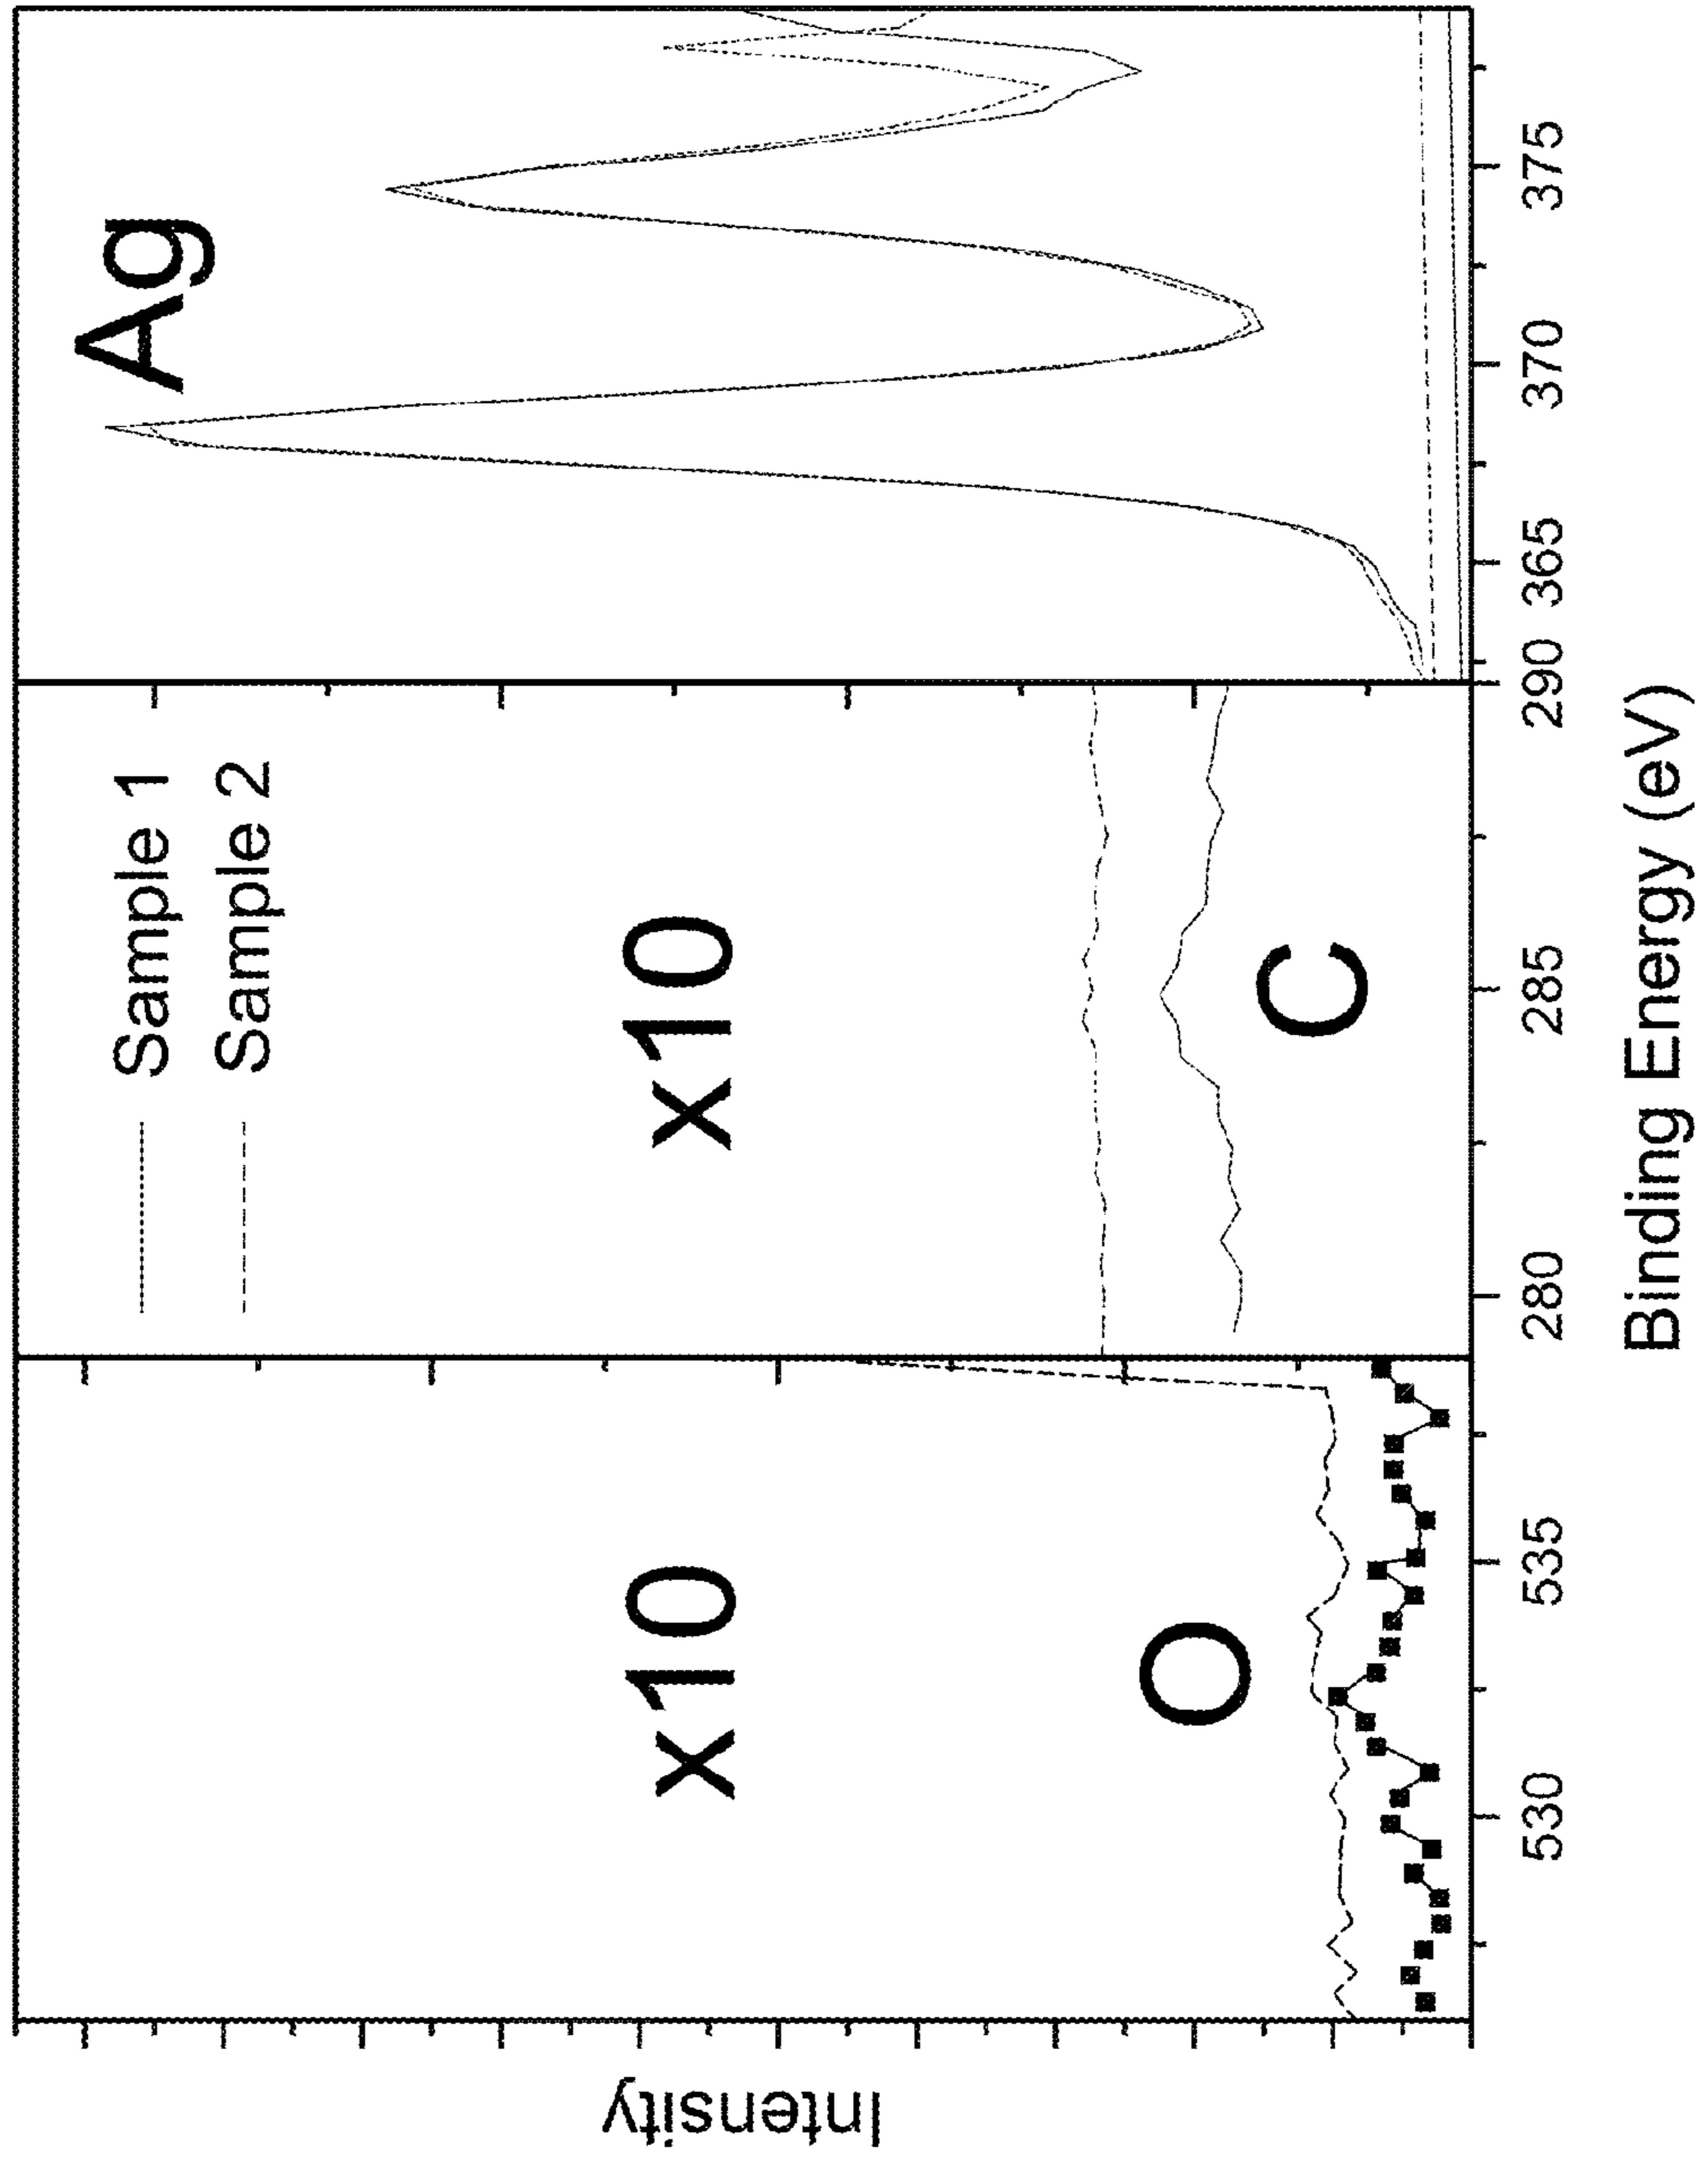 Intensity
x10
O
530
535
Sample 1
Sample 2
x10
C
280
285
290
Ag
365
370
375
Binding Energy (eV)